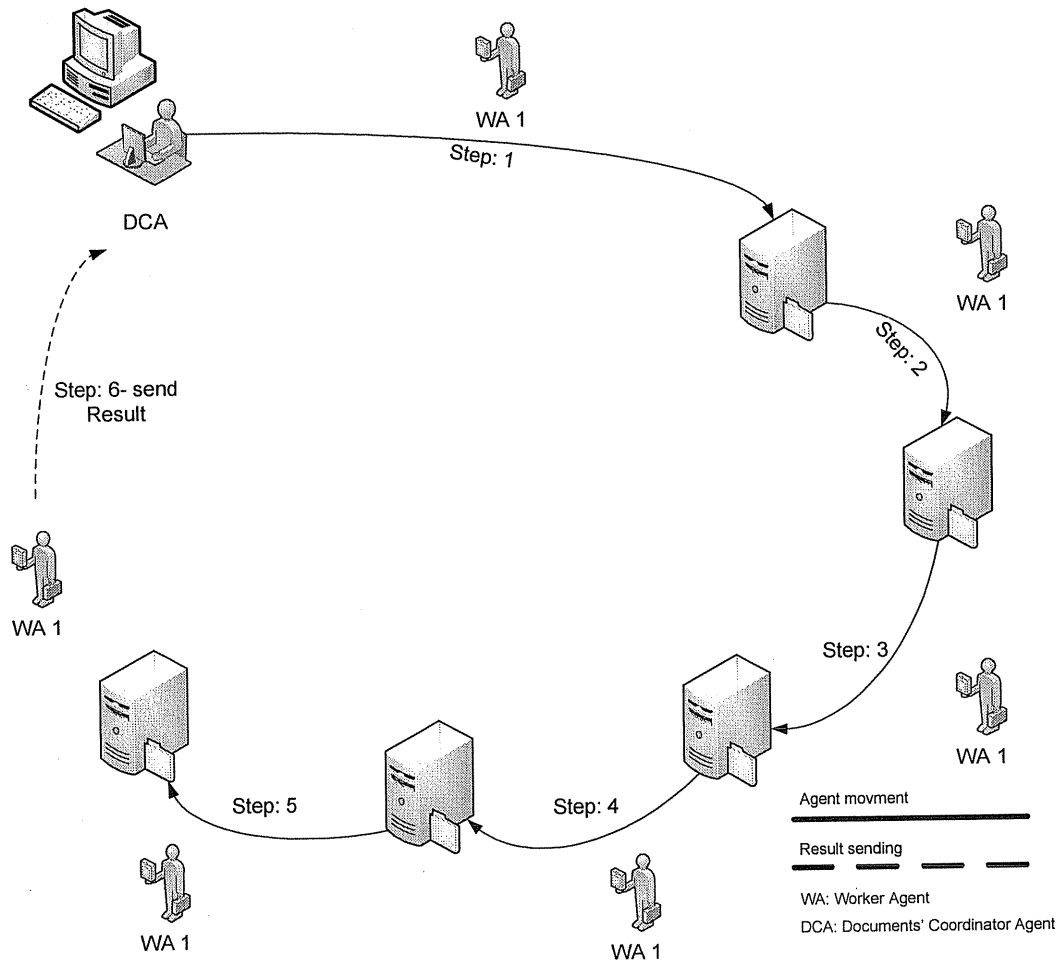 WA 1
Step: 1
DCA
WA 1
Step: 2
Step: 6- send
Result
WA 1
Step: 3
WA 1
Step: 5
Step: 4
WA 1
WA 1
Agent movment
Result sending
WA: Worker Agent
DCA: Documents' Coordinator Agent